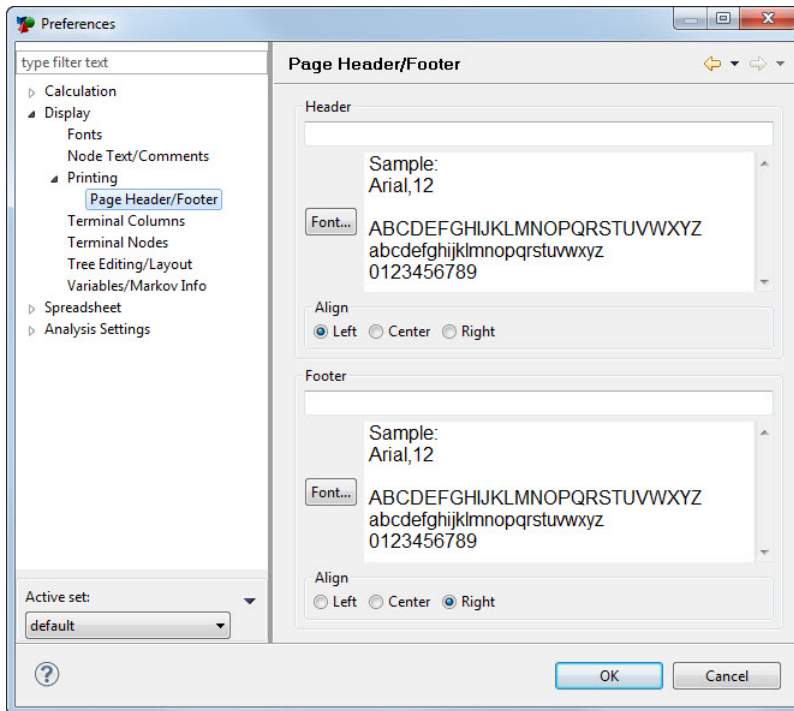 Preferences
type filter text
Calculation
Display
Fonts
Node Text/Comments
Printing
Page Header/Footer
Terminal Columns
Terminal Nodes
Tree Editing/Layout
Variables/Markov Info
Spreadsheet
Analysis Settings
Active set:
default
Page Header/Footer
Header
Font...
Sample:
Arial,12
ABCDEFGHIJKLMNOPQRSTUVWXYZ
abcdefghijklmnopqrstuvwxyz
0123456789
Align
Left Center Right
Footer
Font...
Sample:
Arial,12
ABCDEFGHIJKLMNOPQRSTUVWXYZ
abcdefghijklmnopqrstuvwxyz
0123456789
Align
Left Center Right
?
OK Cancel